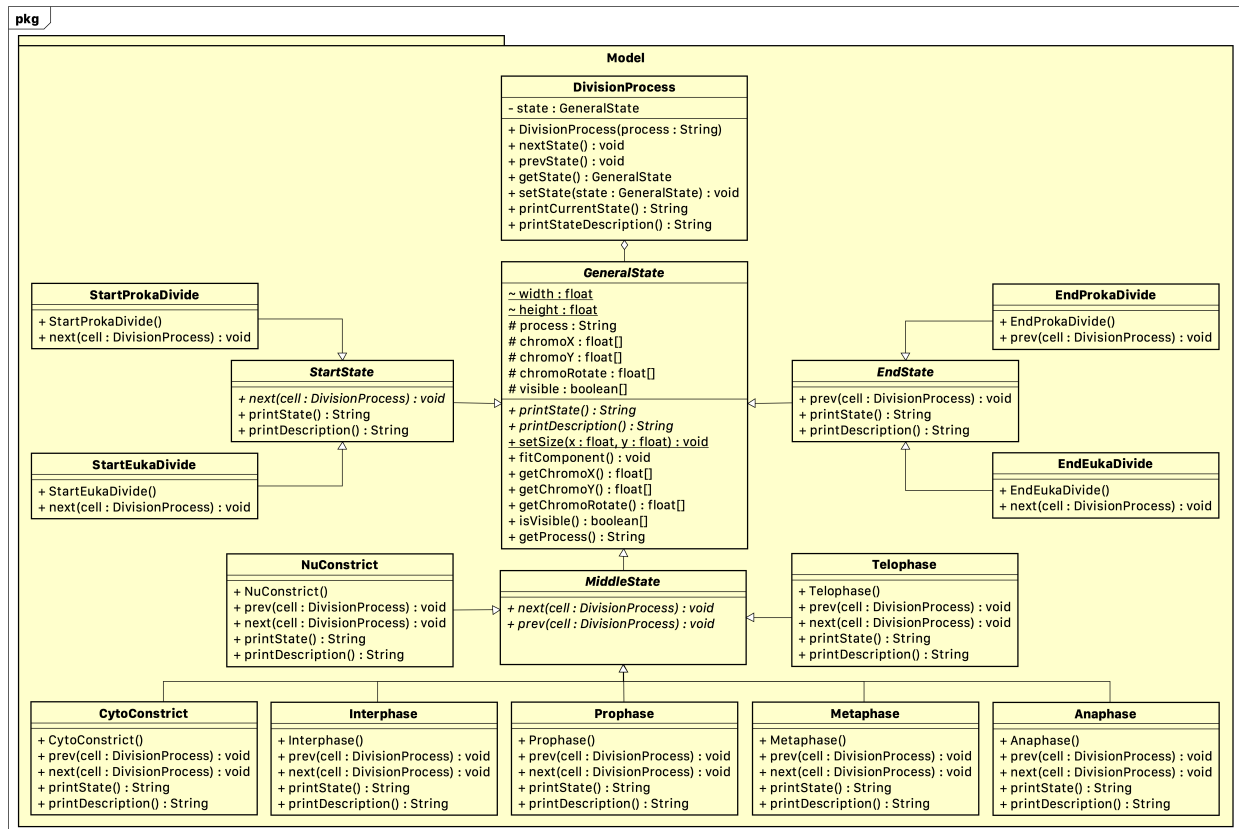 pkg
Model
DivisionProcess
- state : GeneralState
+ DivisionProcess(process : String)
+ nextState() : void
+ prevState() : void
+ getState() : GeneralState
+ setState(state : GeneralState) : void
+ printCurrentState() : String
+ printStateDescription() : String
GeneralState
~ width : float
~ height : float
# process : String
# chromoX : float[]
# chromoY : float[]
# chromoRotate : float[]
# visible : boolean[]
+ printState() : String
+ printDescription() : String
+ setSize(x : float, y : float) : void
+ fitComponent() : void
+ getChromoX() : float[]
+ getChromoY() : float[]
+ getChromoRotate() : float[]
+ isVisible() : boolean[]
+ getProcess() : String
StartProkaDivide
+ StartProkaDivide()
+ next(cell : DivisionProcess) : void
StartState
+ next(cell : DivisionProcess) : void
+ printState() : String
+ printDescription() : String
StartEukaDivide
+ StartEukaDivide()
+ next(cell : DivisionProcess) : void
EndProkaDivide
+ EndProkaDivide()
+ prev(cell : DivisionProcess) : void
EndState
+ prev(cell : DivisionProcess) : void
+ printState() : String
+ printDescription() : String
EndEukaDivide
+ EndEukaDivide()
+ next(cell : DivisionProcess) : void
NuConstrict
+ NuConstrict()
+ prev(cell : DivisionProcess) : void
+ next(cell : DivisionProcess) : void
+ printState() : String
+ printDescription() : String
MiddleState
+ next(cell : DivisionProcess) : void
+ prev(cell : DivisionProcess) : void
Telophase
+ Telophase()
+ prev(cell : DivisionProcess) : void
+ next(cell : DivisionProcess) : void
+ printState() : String
+ printDescription() : String
CytoConstrict
+ CytoConstrict()
+ prev(cell : DivisionProcess) : void
+ next(cell : DivisionProcess) : void
+ printState() : String
+ printDescription() : String
Interphase
+ Interphase()
+ prev(cell : DivisionProcess) : void
+ next(cell : DivisionProcess) : void
+ printState() : String
+ printDescription() : String
Prophase
+ Prophase()
+ prev(cell : DivisionProcess) : void
+ next(cell : DivisionProcess) : void
+ printState() : String
+ printDescription() : String
Metaphase
+ Metaphase()
+ prev(cell : DivisionProcess) : void
+ next(cell : DivisionProcess) : void
+ printState() : String
+ printDescription() : String
Anaphase
+ Anaphase()
+ prev(cell : DivisionProcess) : void
+ next(cell : DivisionProcess) : void
+ printState() : String
+ printDescription() : String